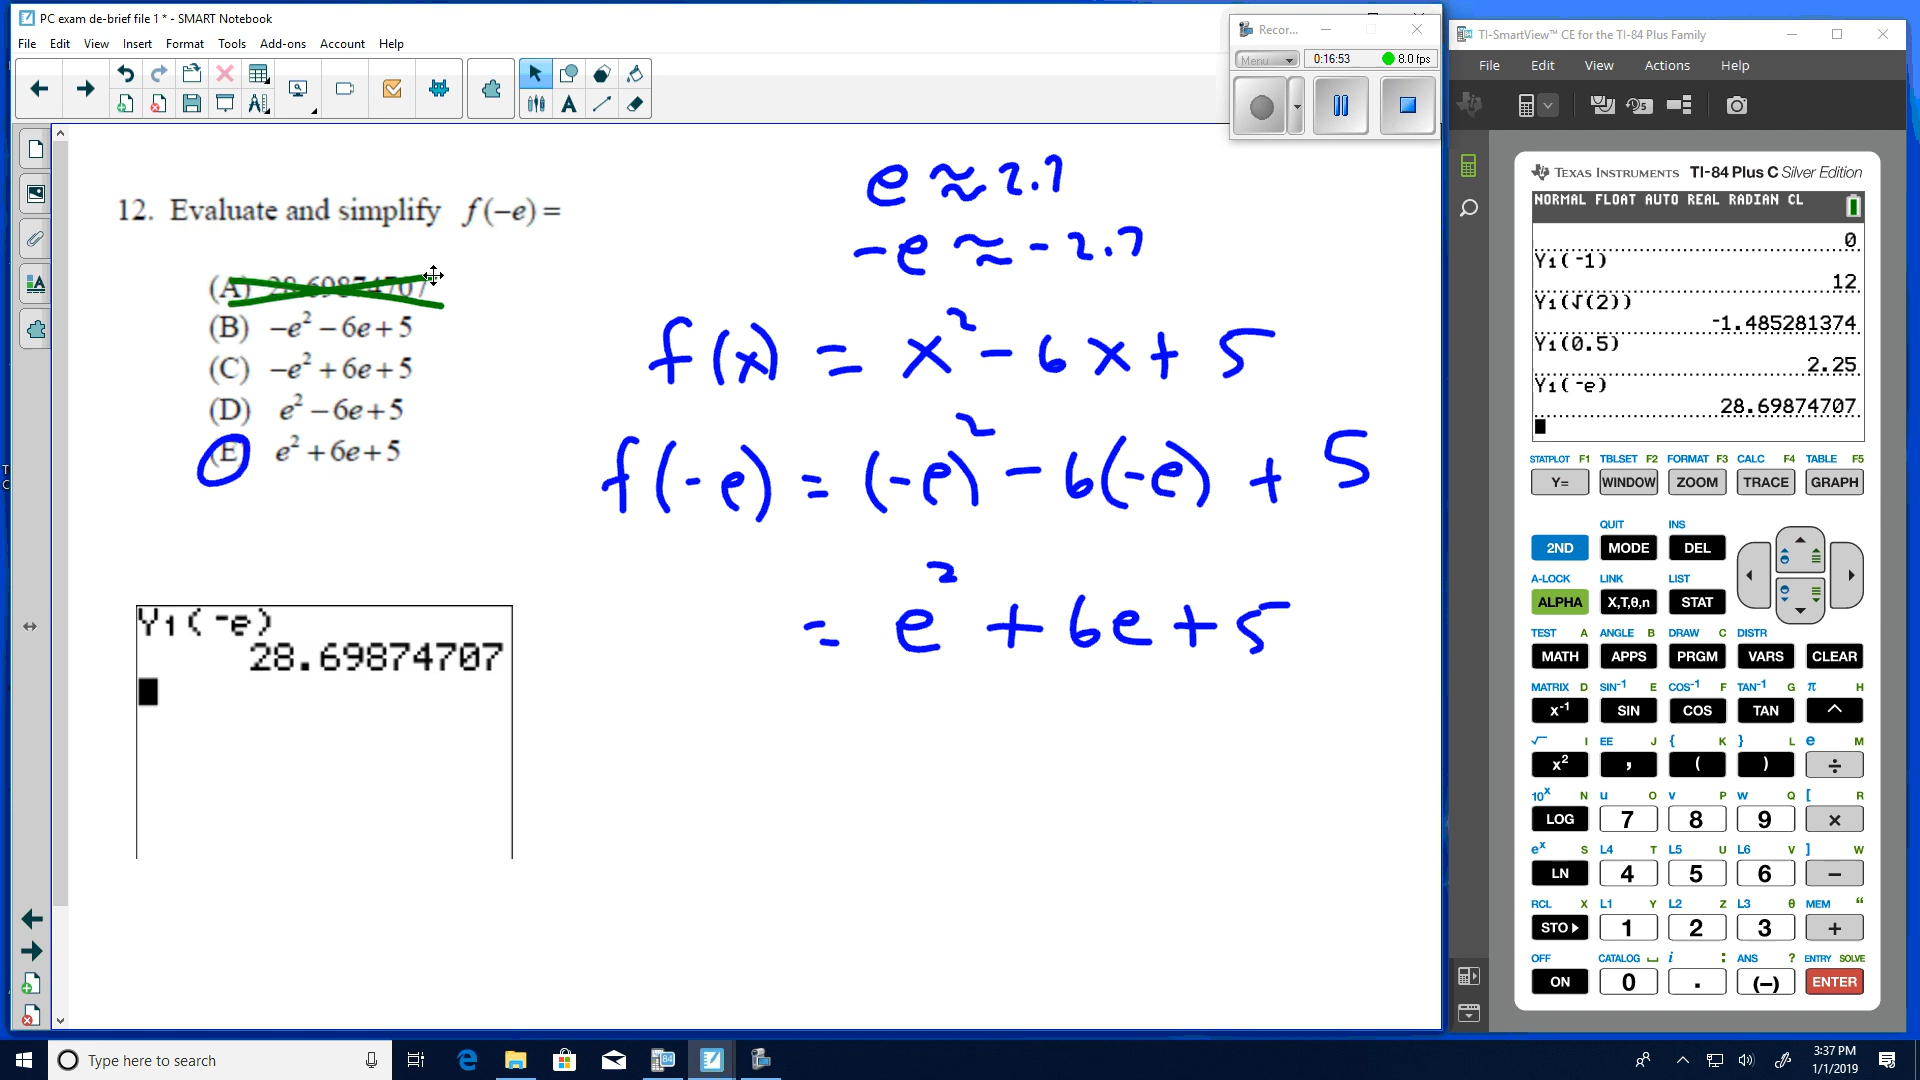 PC exam de-brief file 1 * - SMART Notebook
File Edit View Insert Format Tools Add-ons Account Help
Recor...
Menu 0:16:53 8.0 fps
12. Evaluate and simplify f(−e) =
(A) 28.69874707
(B) −e² − 6e + 5
(C) −e² + 6e + 5
(D) e² − 6e + 5
(E) e² + 6e + 5
e ≈ 2.7
-e ≈ -2.7
f(x) = x² - 6x + 5
f(-e) = (-e)² - 6(-e) + 5
= e² + 6e + 5
Y1(-e)
28.69874707
TI-SmartView™ CE for the TI-84 Plus Family
File Edit View Actions Help
TEXAS INSTRUMENTS TI-84 Plus C Silver Edition
NORMAL FLOAT AUTO REAL RADIAN CL
0
Y1(-1)
12
Y1(√(2))
-1.485281374
Y1(0.5)
2.25
Y1(-e)
28.69874707
STATPLOT F1 TBLSET F2 FORMAT F3 CALC F4 TABLE F5
Y= WINDOW ZOOM TRACE GRAPH
QUIT INS
2ND MODE DEL
A-LOCK LINK LIST
ALPHA X,T,θ,n STAT
TEST A ANGLE B DRAW C DISTR
MATH APPS PRGM VARS CLEAR
MATRIX D SIN⁻¹ E COS⁻¹ F TAN⁻¹ G π H
x⁻¹ SIN COS TAN ^
√ I EE J { K } L e M
x² , ( ) ÷
10ˣ N u O v P w Q [ R
LOG 7 8 9 ×
eˣ S L4 T L5 U L6 V ] W
LN 4 5 6 −
RCL X L1 Y L2 Z L3 θ MEM "
STO▸ 1 2 3 +
OFF CATALOG i : ANS ? ENTRY SOLVE
ON 0 . (−) ENTER
Type here to search
84
3:37 PM
1/1/2019